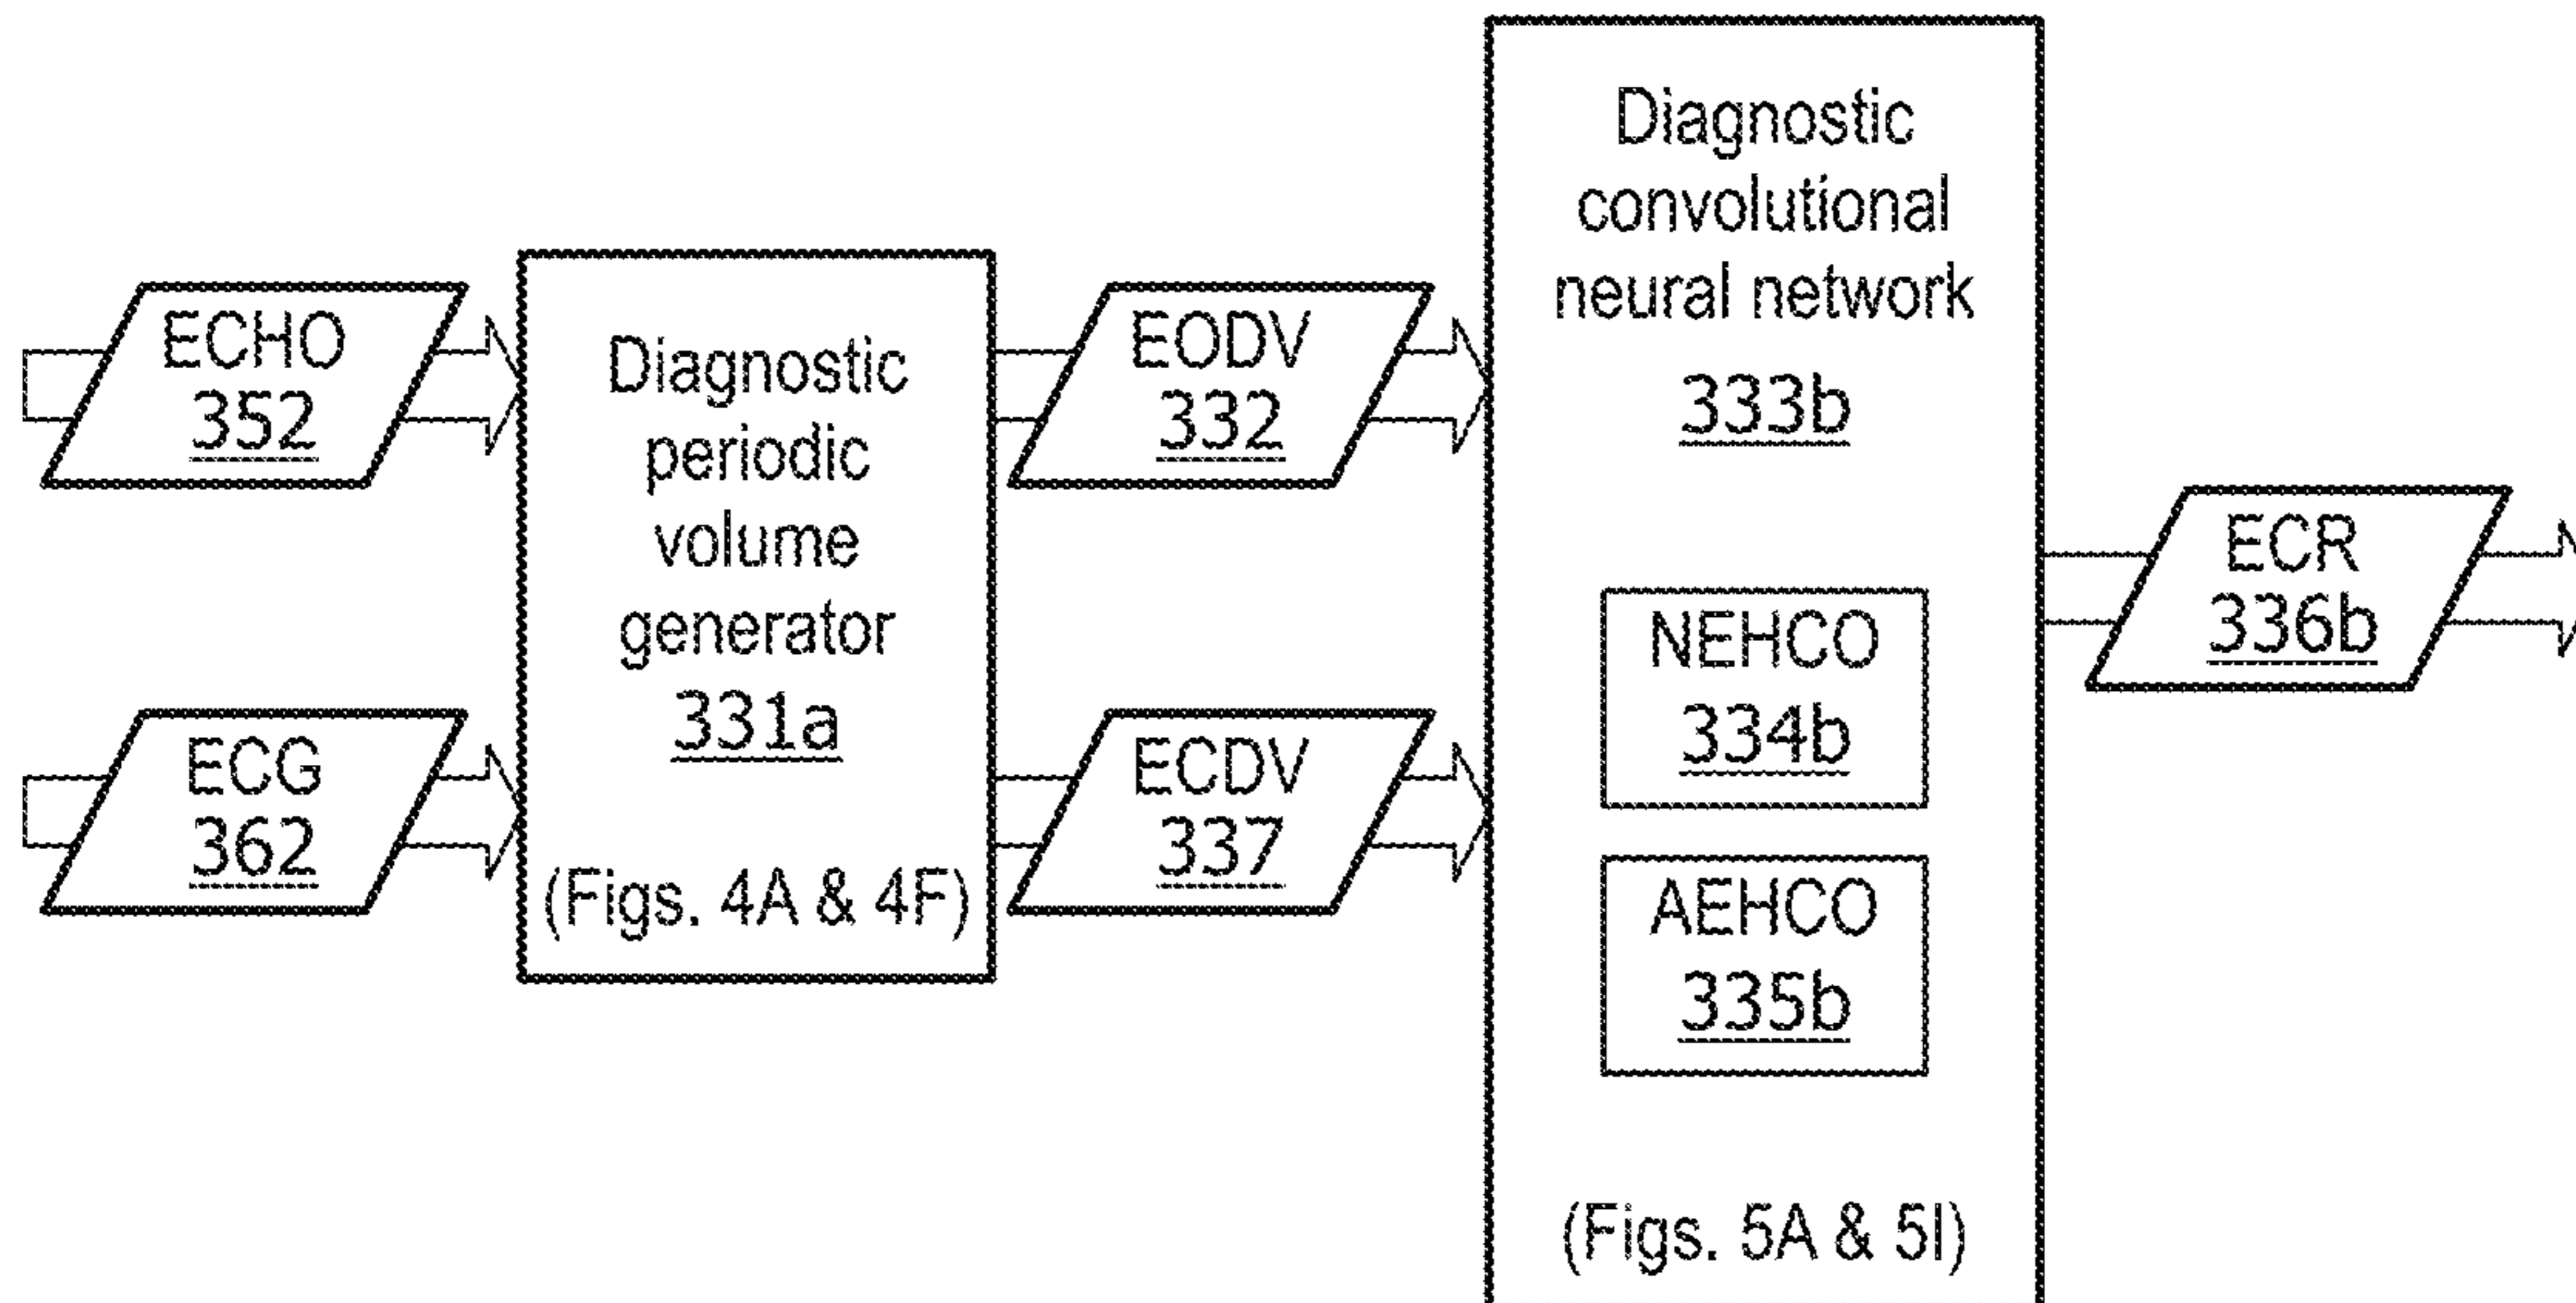 ECHO
352
ECG
362
Diagnostic
periodic
volume
generator
331a
(Figs. 4A & 4F)
EODV
332
ECDV
337
Diagnostic
convolutional
neural network
333b
NEHCO
334b
AEHCO
335b
(Figs. 5A & 5I)
ECR
336b